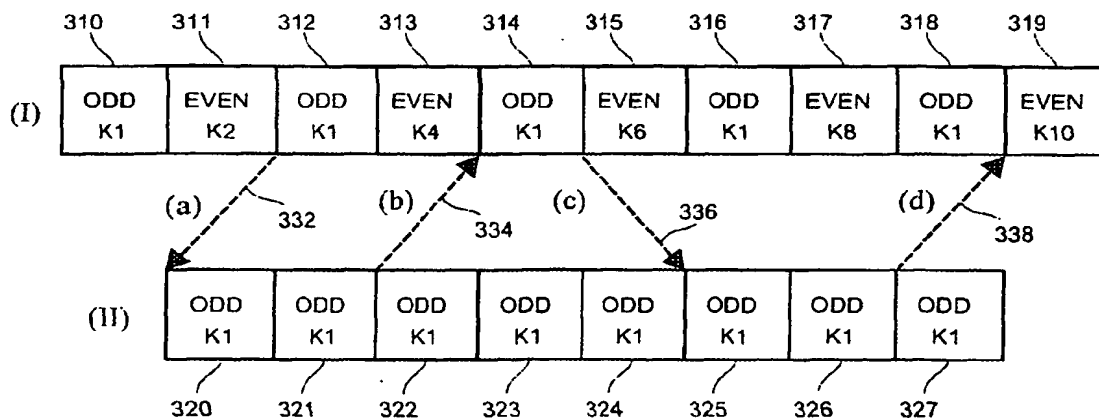 310 311 312 313 314 315 316 317 318 319
(I) ODD EVEN ODD EVEN ODD EVEN ODD EVEN ODD EVEN
K1 K2 K1 K4 K1 K6 K1 K8 K1 K10
(a) 332 (b) 334 (c) 336 (d) 338
(II) ODD ODD ODD ODD ODD ODD ODD ODD
K1 K1 K1 K1 K1 K1 K1 K1
320 321 322 323 324 325 326 327